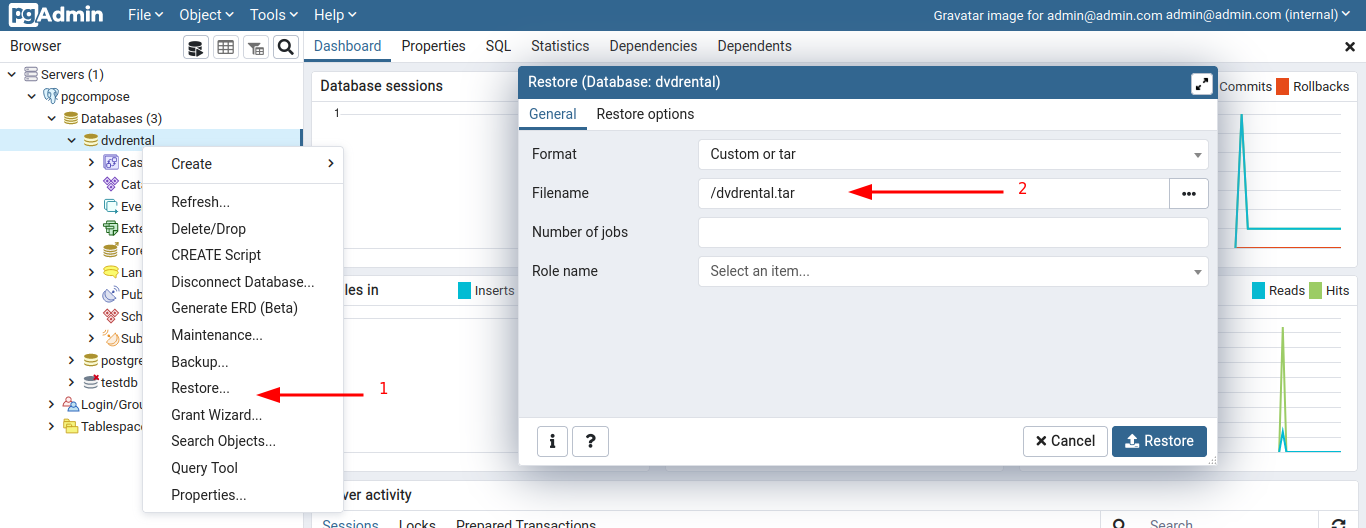 pgAdmin File Object Tools Help Gravatar image for admin@admin.com admin@admin.com (internal)
Browser Dashboard Properties SQL Statistics Dependencies Dependents
Servers (1)
pgcompose
Databases (3)
dvdrental
Cas
Cat
Eve
Exte
Fore
Lan
Pub
Sch
Sub
postgre
testdb
Login/Grou
Tablespac
Create
Refresh...
Delete/Drop
CREATE Script
Disconnect Database...
Generate ERD (Beta)
Maintenance...
Backup...
Restore...
1
Grant Wizard...
Search Objects...
Query Tool
Properties...
Database sessions
1
Commits Rollbacks
les in Inserts
Reads Hits
Restore (Database: dvdrental)
General Restore options
Format Custom or tar
Filename /dvdrental.tar ...
2
Number of jobs
Role name Select an item...
i ? Cancel Restore
ver activity
Sessions Locks Prepared Transactions Search